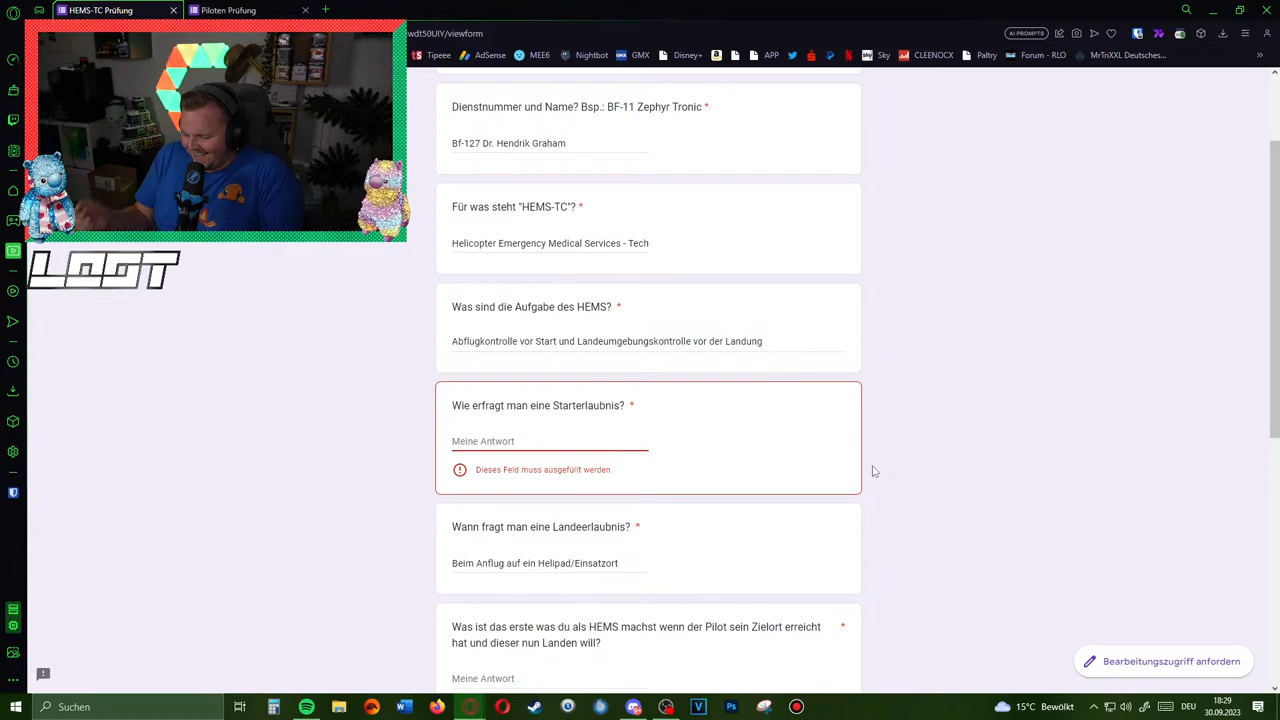 HEMS-TC Prüfung
Piloten Prüfung
wdt50UIY/viewform
AI PROMPTS
Tipeee
AdSense
MEE6
Nightbot
GMX
Disney+
APP
Sky
CLEENOCX
Paltry
Forum - RLO
MrTriXXL Deutsches...
Dienstnummer und Name? Bsp.: BF-11 Zephyr Tronic *
Bf-127 Dr. Hendrik Graham
Für was steht "HEMS-TC"? *
Helicopter Emergency Medical Services - Tech
Was sind die Aufgabe des HEMS? *
Abflugkontrolle vor Start und Landeumgebungskontrolle vor der Landung
Wie erfragt man eine Starterlaubnis? *
Meine Antwort
Dieses Feld muss ausgefüllt werden
Wann fragt man eine Landeerlaubnis? *
Beim Anflug auf ein Helipad/Einsatzort
Was ist das erste was du als HEMS machst wenn der Pilot sein Zielort erreicht *
hat und dieser nun Landen will?
Meine Antwort
Bearbeitungszugriff anfordern
LOOT
Suchen
15°C Bewölkt
DEU
18:29
30.09.2023